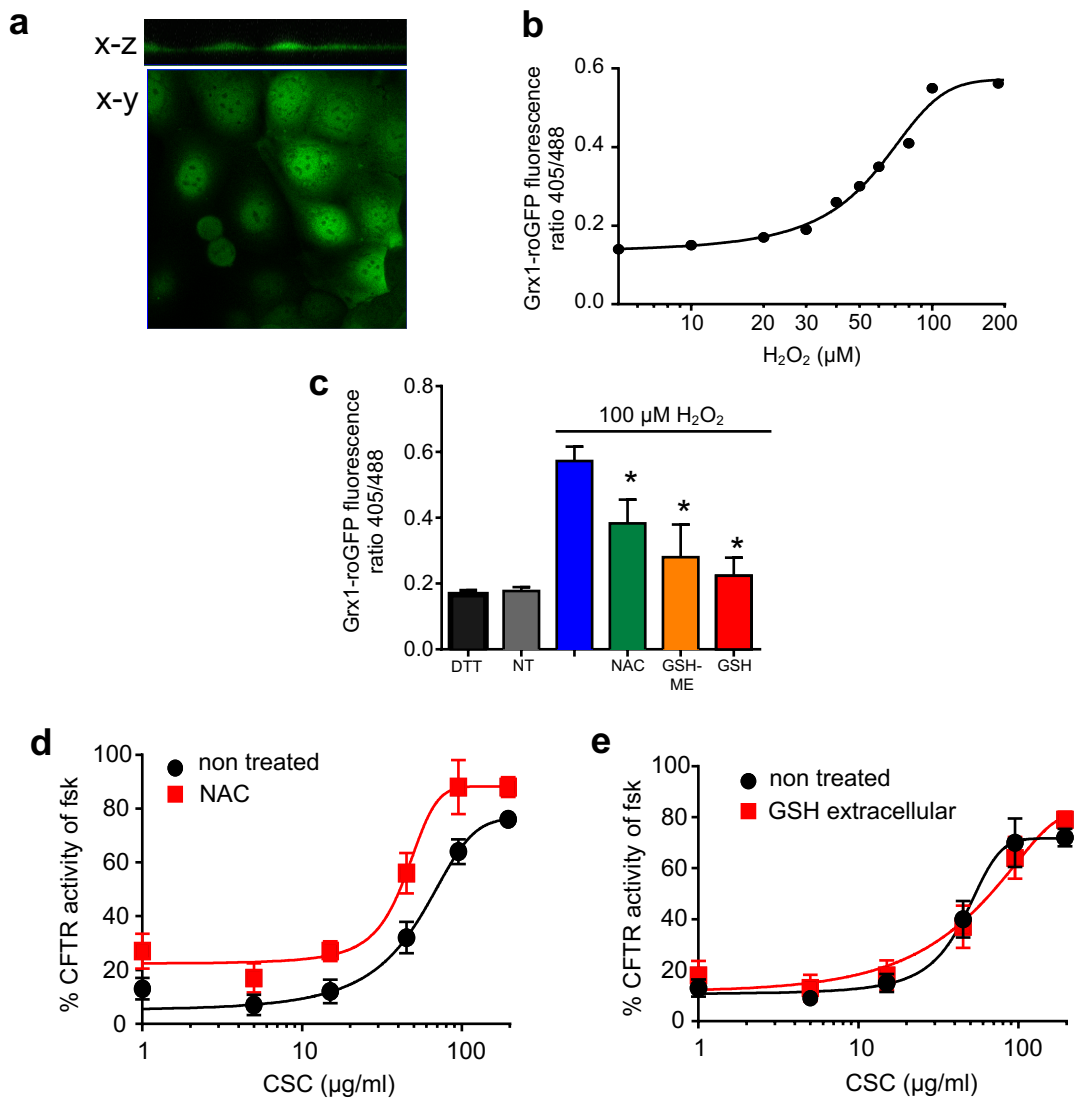 a
x-z
x-y
b
Grx1-roGFP fluorescence
ratio 405/488
0.6
0.4
0.2
0.0
10
20
30
50
100
200
H₂O₂ (µM)
c
Grx1-roGFP fluorescence
ratio 405/488
0.8
0.6
0.4
0.2
0.0
100 µM H₂O₂
*
*
*
DTT
NT
NAC
GSH-
ME
GSH
d
% CFTR activity of fsk
100
80
60
40
20
0
non treated
NAC
1
10
100
CSC (µg/ml)
e
% CFTR activity of fsk
100
80
60
40
20
0
non treated
GSH extracellular
1
10
100
CSC (µg/ml)